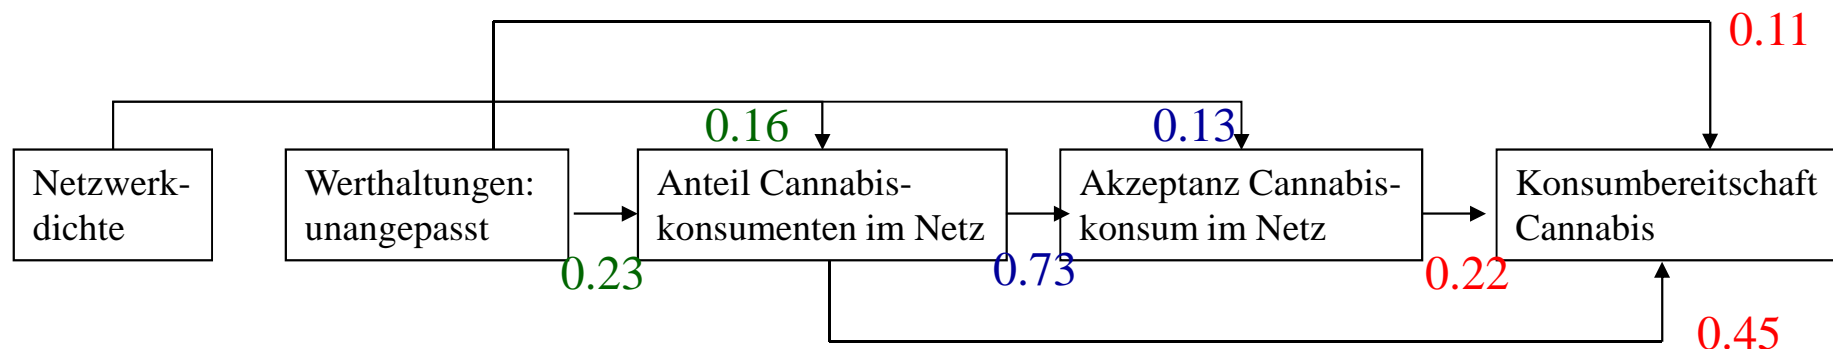 0.11
0.16
0.13
Netzwerk-
dichte
Werthaltungen:
unangepasst
Anteil Cannabis-
konsumenten im Netz
Akzeptanz Cannabis-
konsum im Netz
Konsumbereitschaft
Cannabis
0.23
0.73
0.22
0.45